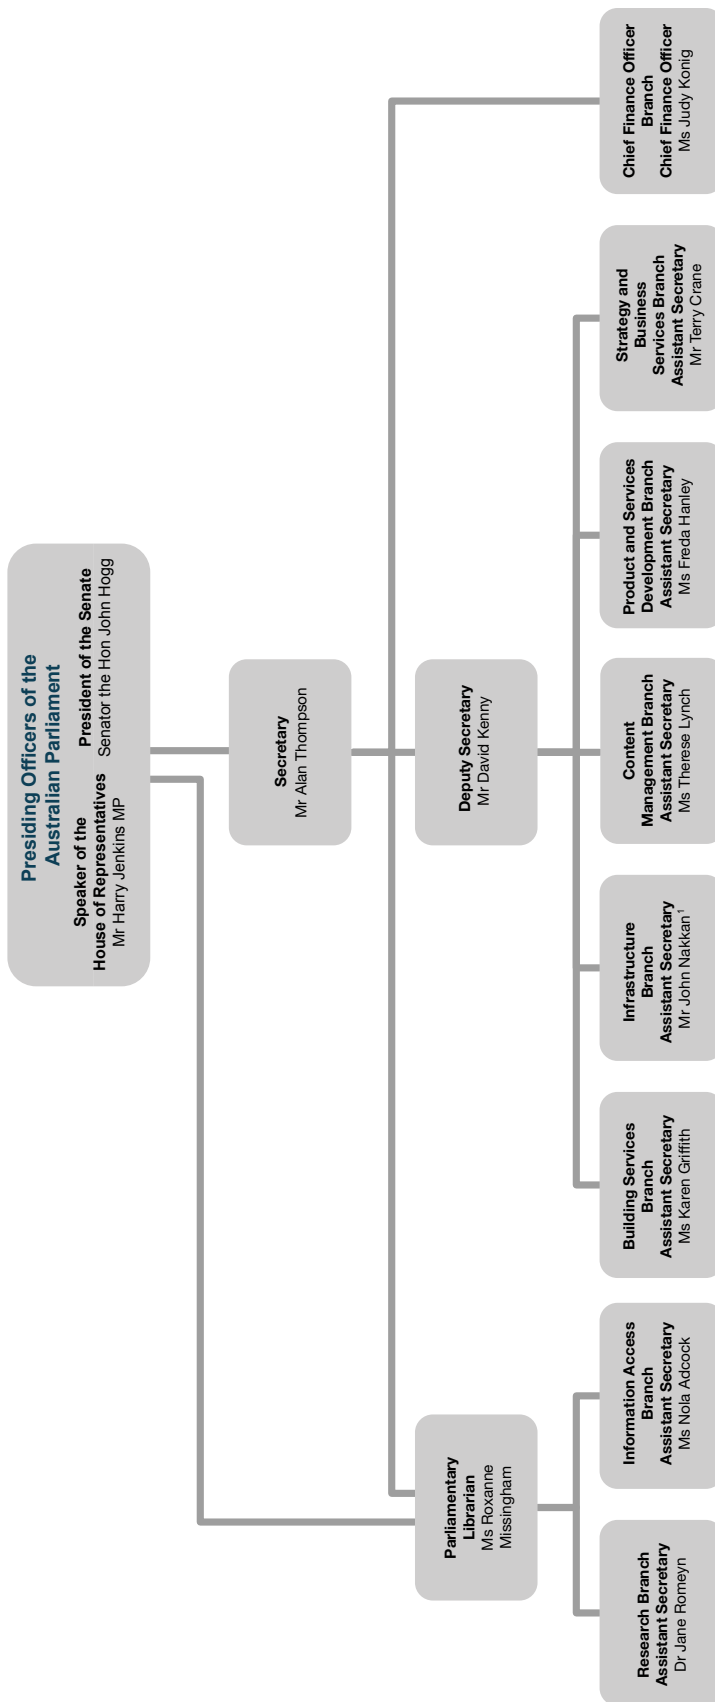 Presiding Officers of the
Australian Parliament
Speaker of the
House of Representatives
Mr Harry Jenkins MP
President of the Senate
Senator the Hon John Hogg
Secretary
Mr Alan Thompson
Parliamentary
Librarian
Ms Roxanne
Missingham
Deputy Secretary
Mr David Kenny
Research Branch
Assistant Secretary
Dr Jane Romeyn
Information Access
Branch
Assistant Secretary
Ms Nola Adcock
Building Services
Branch
Assistant Secretary
Ms Karen Griffith
Infrastructure
Branch
Assistant Secretary
Mr John Nakkan¹
Content
Management Branch
Assistant Secretary
Ms Therese Lynch
Product and Services
Development Branch
Assistant Secretary
Ms Freda Hanley
Strategy and
Business
Services Branch
Assistant Secretary
Mr Terry Crane
Chief Finance Officer
Branch
Chief Finance Officer
Ms Judy Konig